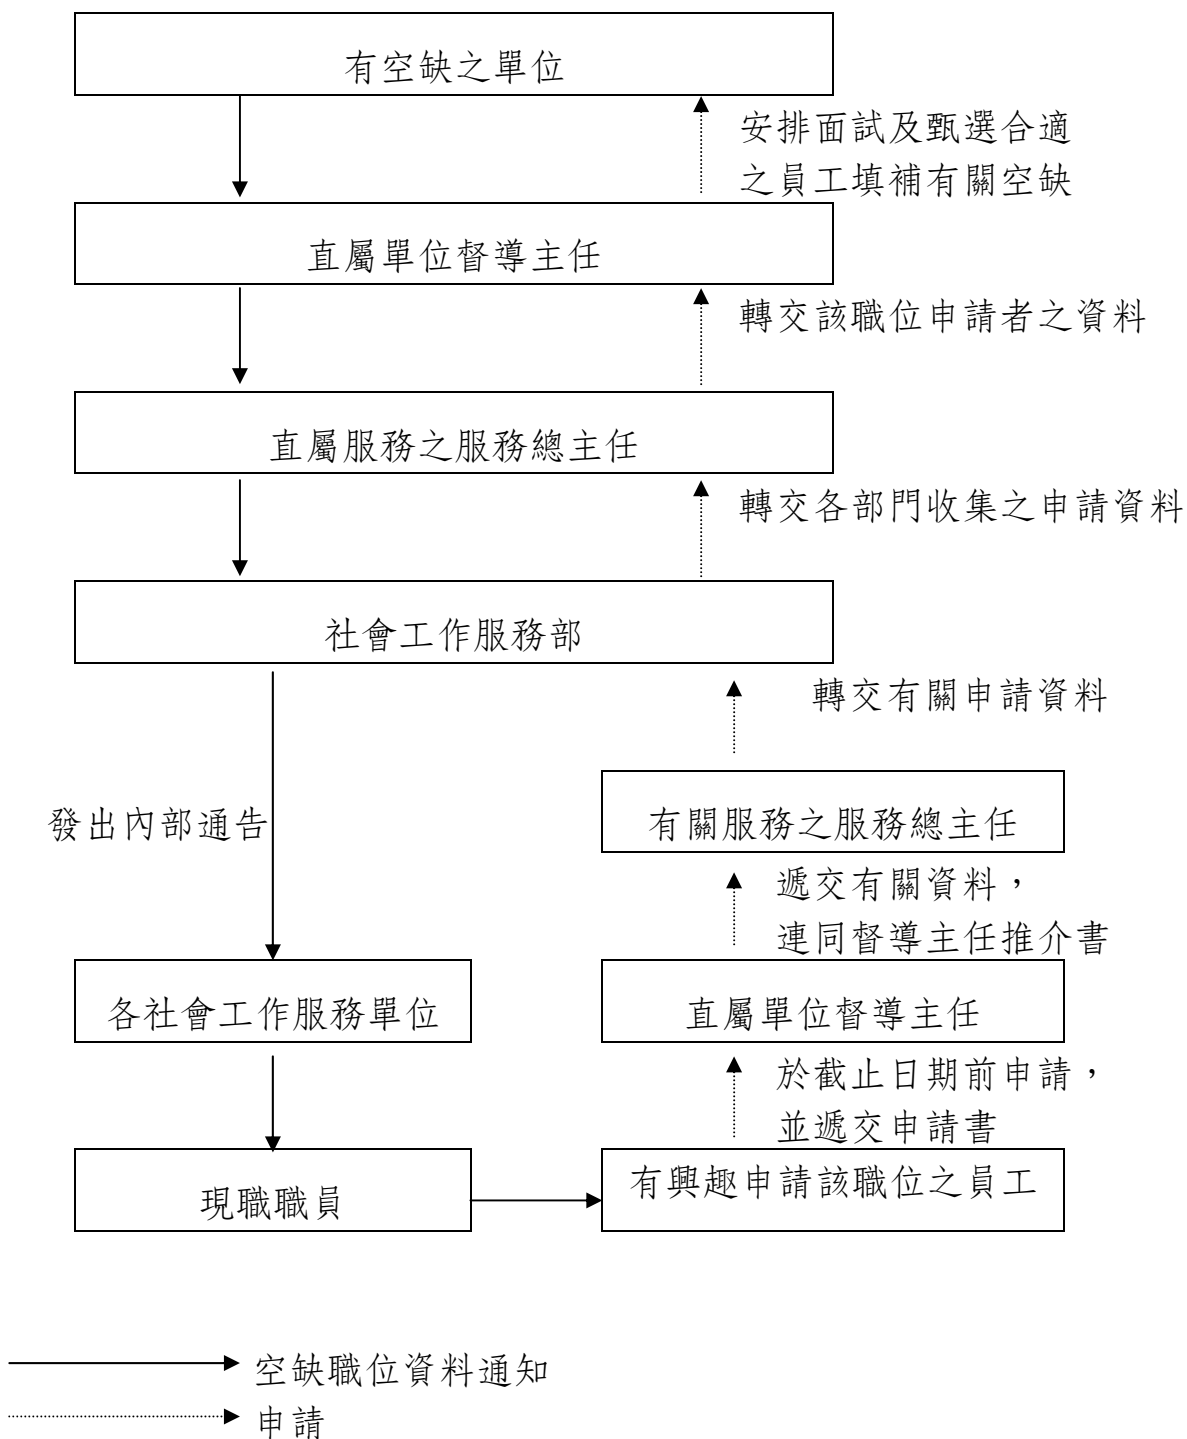 有空缺之單位
安排面試及甄選合適
之員工填補有關空缺
直屬單位督導主任
轉交該職位申請者之資料
直屬服務之服務總主任
轉交各部門收集之申請資料
社會工作服務部
轉交有關申請資料
發出內部通告
有關服務之服務總主任
遞交有關資料，
連同督導主任推介書
各社會工作服務單位
直屬單位督導主任
於截止日期前申請，
並遞交申請書
現職職員
有興趣申請該職位之員工
空缺職位資料通知
申請